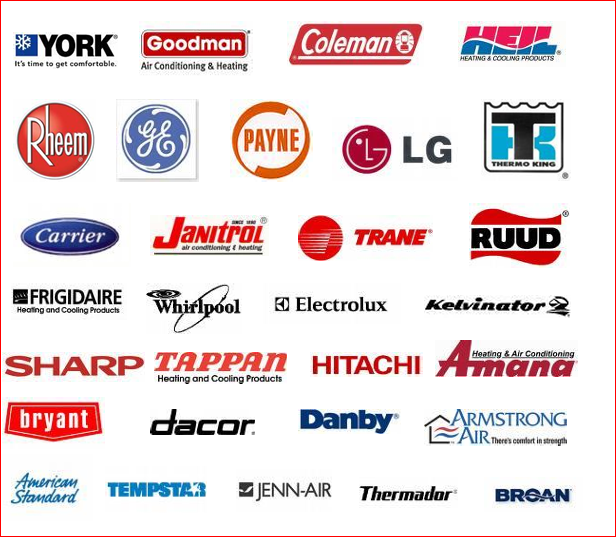 YORK®
It's time to get comfortable.
Goodman®
Air Conditioning & Heating
Coleman®
HEIL®
HEATING & COOLING PRODUCTS
Rheem®
GE
PAYNE
LG
TK
THERMO KING®
Carrier
SINCE 1892
JANITROL®
air conditioning & heating
TRANE®
RUUD®
FRIGIDAIRE
Heating and Cooling Products
Whirlpool
Electrolux
Kelvinator
SHARP
TAPPAN
Heating and Cooling Products
HITACHI
Heating & Air Conditioning
Amana®
bryant
dacor.
Danby®
ARMSTRONG
AIR There's comfort in strength
American
Standard
TEMPSTAR
JENN-AIR
Thermador®
BROAN®